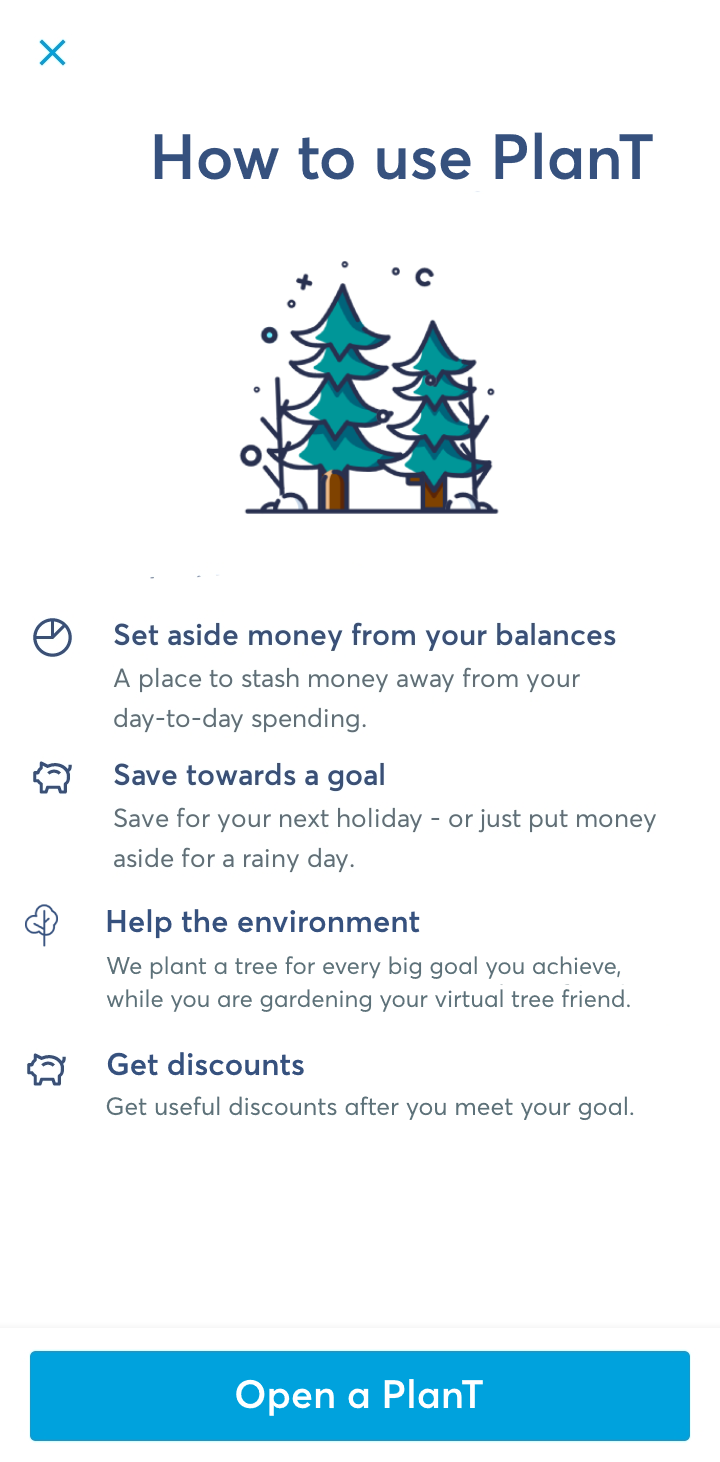 How to use PlanT
Set aside money from your balances
A place to stash money away from your
day-to-day spending.
Save towards a goal
Save for your next holiday - or just put money
aside for a rainy day.
Help the environment
We plant a tree for every big goal you achieve,
while you are gardening your virtual tree friend.
Get discounts
Get useful discounts after you meet your goal.
Open a PlanT